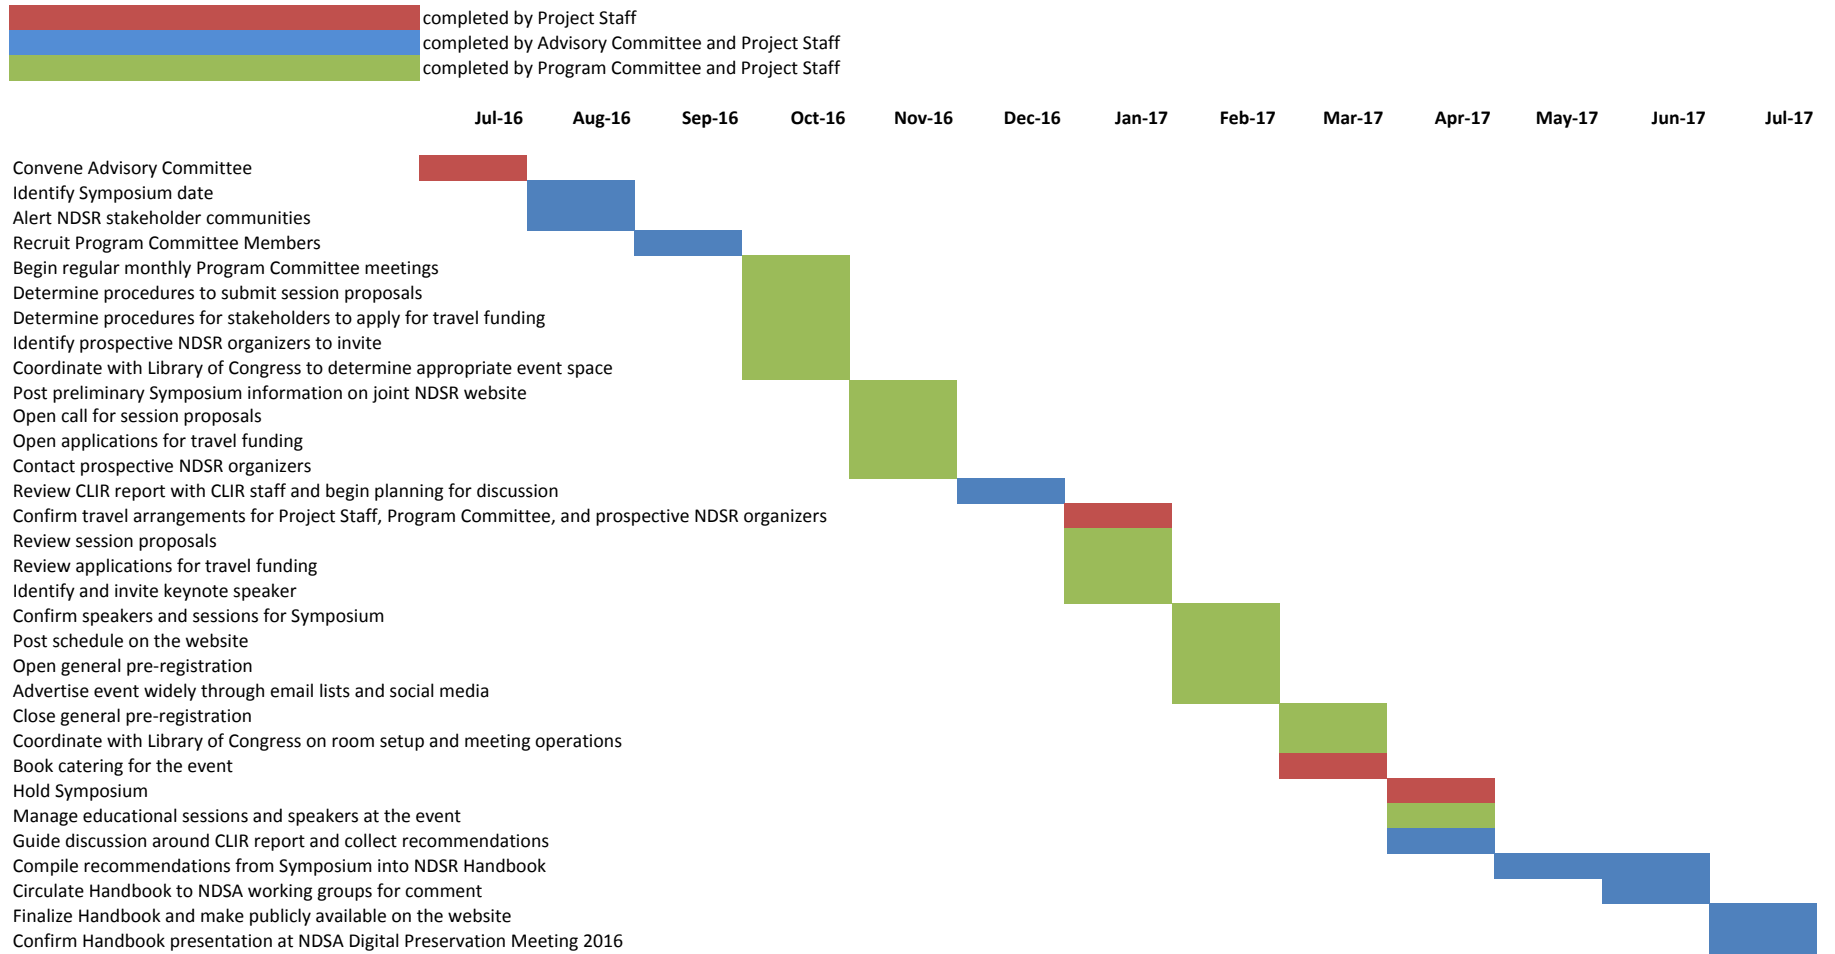 completed by Project Staff
completed by Advisory Committee and Project Staff
completed by Program Committee and Project Staff
Jul-16 Aug-16 Sep-16 Oct-16 Nov-16 Dec-16 Jan-17 Feb-17 Mar-17 Apr-17 May-17 Jun-17 Jul-17
Convene Advisory Committee
Identify Symposium date
Alert NDSR stakeholder communities
Recruit Program Committee Members
Begin regular monthly Program Committee meetings
Determine procedures to submit session proposals
Determine procedures for stakeholders to apply for travel funding
Identify prospective NDSR organizers to invite
Coordinate with Library of Congress to determine appropriate event space
Post preliminary Symposium information on joint NDSR website
Open call for session proposals
Open applications for travel funding
Contact prospective NDSR organizers
Review CLIR report with CLIR staff and begin planning for discussion
Confirm travel arrangements for Project Staff, Program Committee, and prospective NDSR organizers
Review session proposals
Review applications for travel funding
Identify and invite keynote speaker
Confirm speakers and sessions for Symposium
Post schedule on the website
Open general pre-registration
Advertise event widely through email lists and social media
Close general pre-registration
Coordinate with Library of Congress on room setup and meeting operations
Book catering for the event
Hold Symposium
Manage educational sessions and speakers at the event
Guide discussion around CLIR report and collect recommendations
Compile recommendations from Symposium into NDSR Handbook
Circulate Handbook to NDSA working groups for comment
Finalize Handbook and make publicly available on the website
Confirm Handbook presentation at NDSA Digital Preservation Meeting 2016